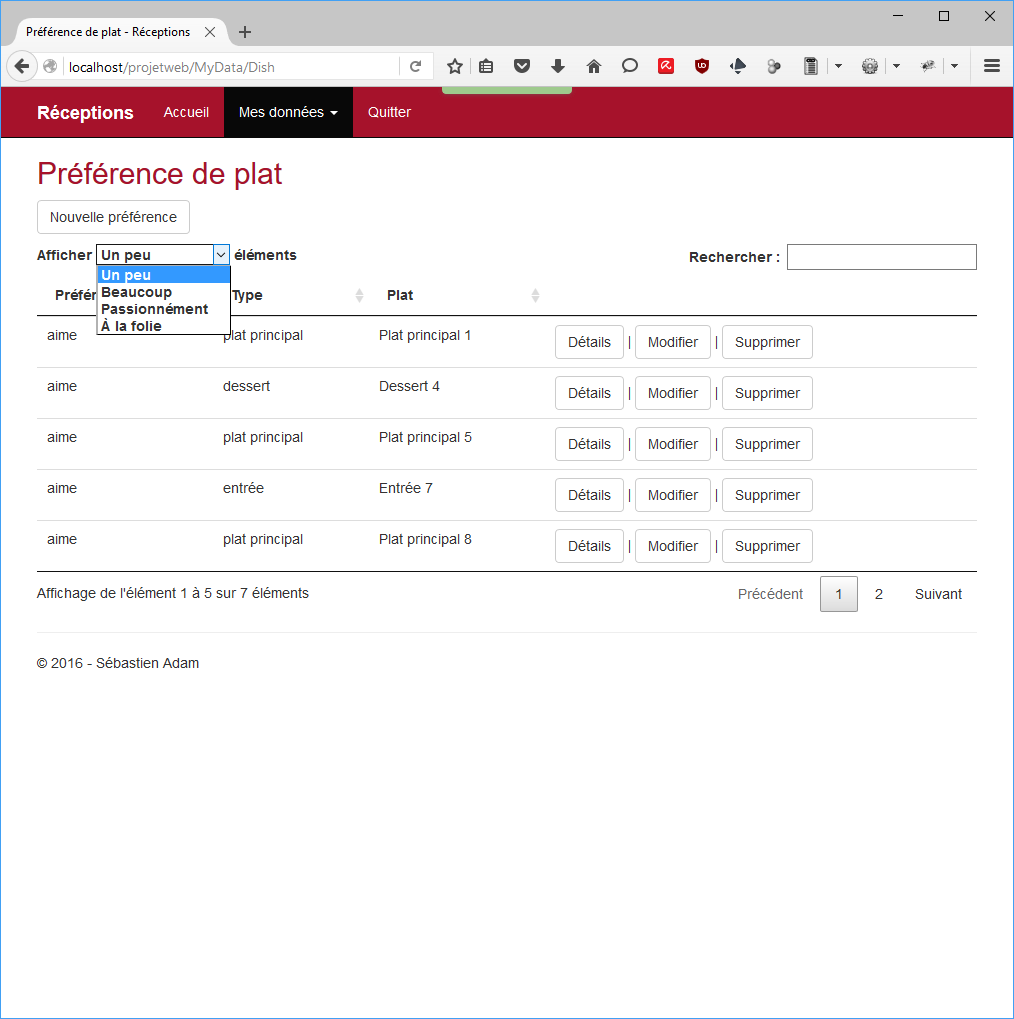 Préférence de plat - Réceptions
localhost/projetweb/MyData/Dish
Réceptions Accueil Mes données Quitter
Préférence de plat
Nouvelle préférence
Afficher Un peu éléments Rechercher :
Un peu
Beaucoup
Passionnément
À la folie
Type Plat
aime plat principal Plat principal 1 Détails | Modifier | Supprimer
aime dessert Dessert 4 Détails | Modifier | Supprimer
aime plat principal Plat principal 5 Détails | Modifier | Supprimer
aime entrée Entrée 7 Détails | Modifier | Supprimer
aime plat principal Plat principal 8 Détails | Modifier | Supprimer
Affichage de l'élément 1 à 5 sur 7 éléments Précédent 1 2 Suivant
© 2016 - Sébastien Adam